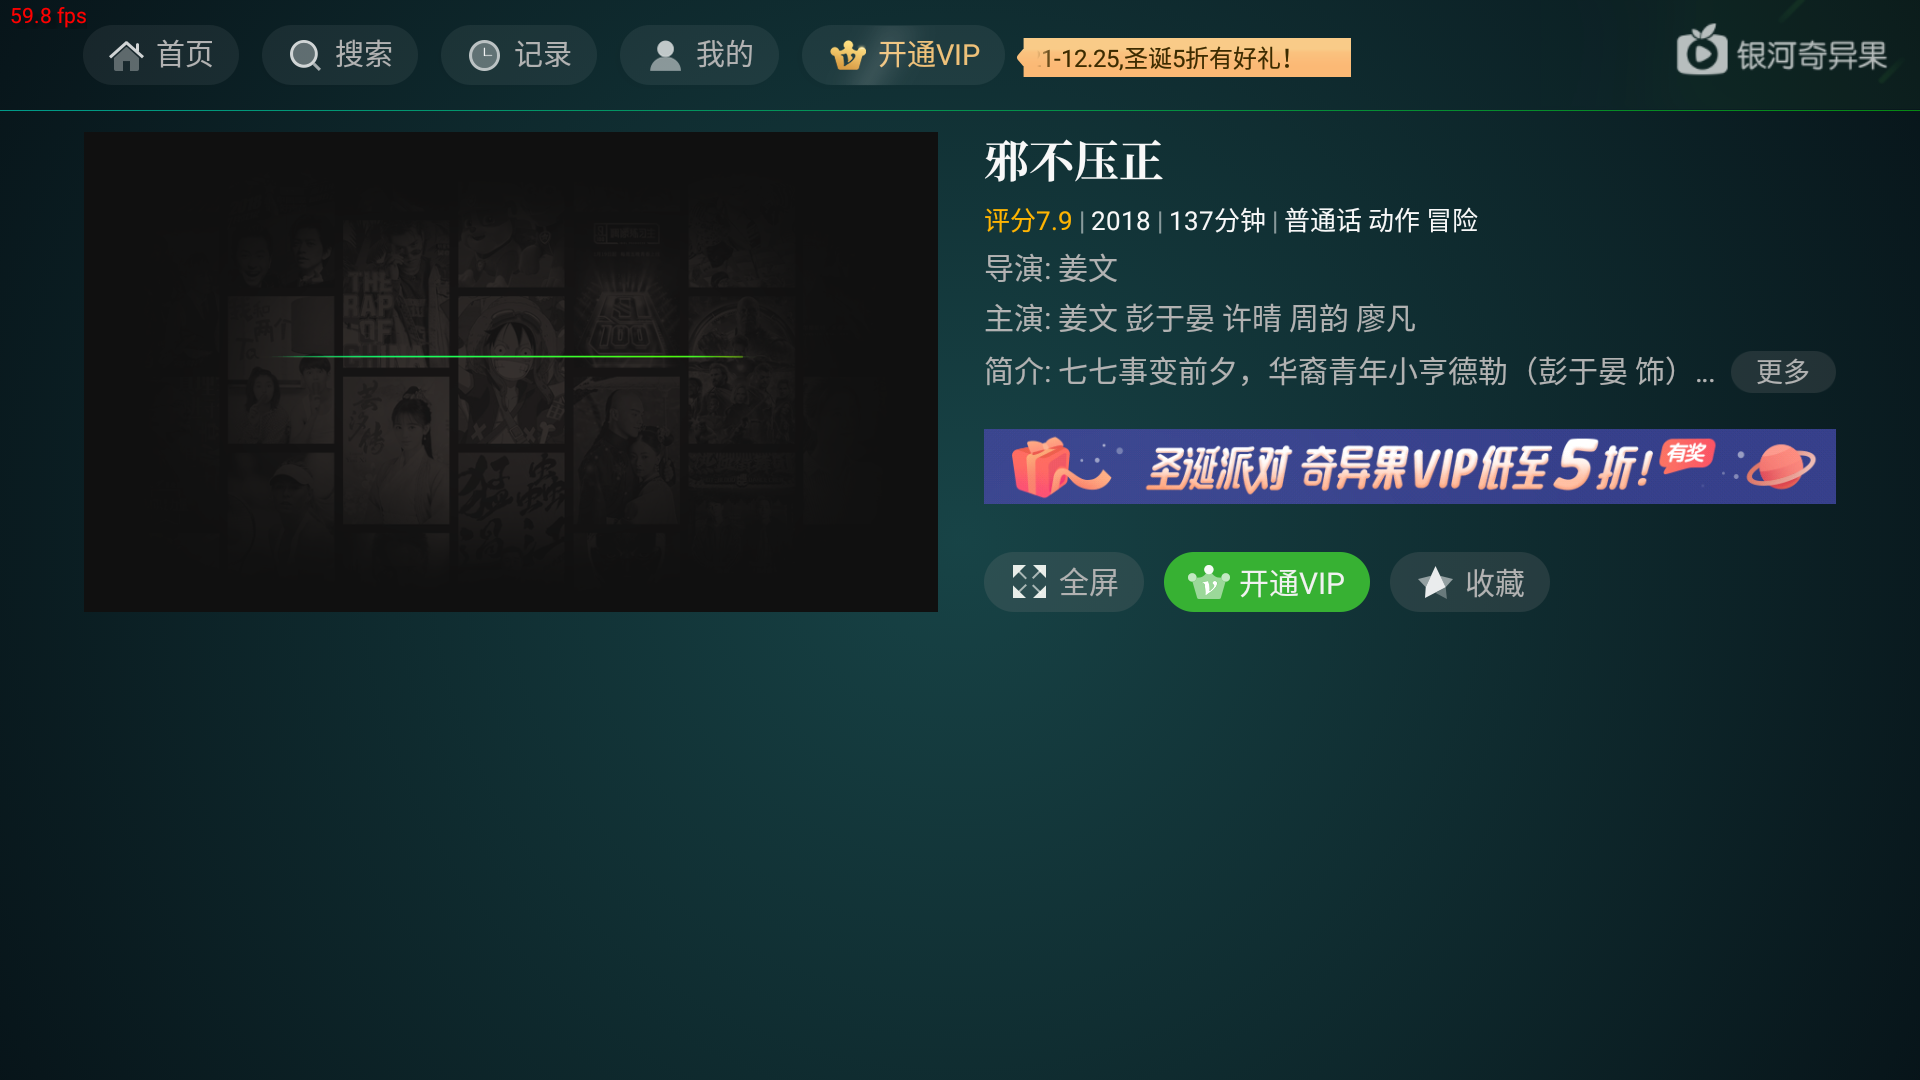 59.8 fps
首页
搜索
记录
我的
开通VIP
1-12.25,圣诞5折有好礼！
银河奇异果
邪不压正
评分7.9 | 2018 | 137分钟 | 普通话 动作 冒险
导演: 姜文
主演: 姜文 彭于晏 许晴 周韵 廖凡
简介: 七七事变前夕，华裔青年小亨德勒（彭于晏 饰）...
更多
圣诞派对 奇异果VIP低至5折！
有奖
THE
RAP
OF
全屏
开通VIP
收藏